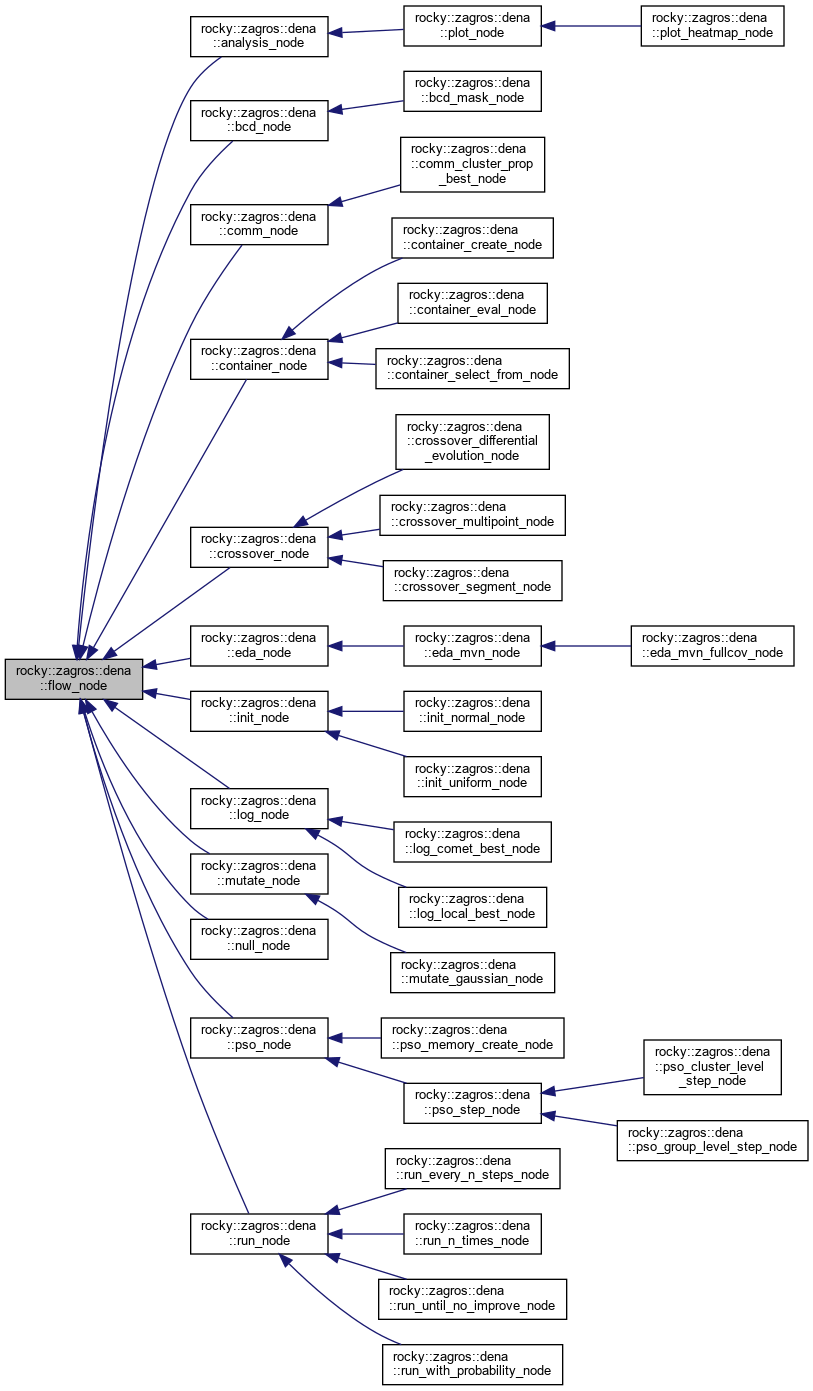 rocky::zagros::dena
::flow_node
rocky::zagros::dena
::analysis_node
rocky::zagros::dena
::plot_node
rocky::zagros::dena
::plot_heatmap_node
rocky::zagros::dena
::bcd_node
rocky::zagros::dena
::bcd_mask_node
rocky::zagros::dena
::comm_node
rocky::zagros::dena
::comm_cluster_prop
_best_node
rocky::zagros::dena
::container_node
rocky::zagros::dena
::container_create_node
rocky::zagros::dena
::container_eval_node
rocky::zagros::dena
::container_select_from_node
rocky::zagros::dena
::crossover_node
rocky::zagros::dena
::crossover_differential
_evolution_node
rocky::zagros::dena
::crossover_multipoint_node
rocky::zagros::dena
::crossover_segment_node
rocky::zagros::dena
::eda_node
rocky::zagros::dena
::eda_mvn_node
rocky::zagros::dena
::eda_mvn_fullcov_node
rocky::zagros::dena
::init_node
rocky::zagros::dena
::init_normal_node
rocky::zagros::dena
::init_uniform_node
rocky::zagros::dena
::log_node
rocky::zagros::dena
::log_comet_best_node
rocky::zagros::dena
::log_local_best_node
rocky::zagros::dena
::mutate_node
rocky::zagros::dena
::mutate_gaussian_node
rocky::zagros::dena
::null_node
rocky::zagros::dena
::pso_node
rocky::zagros::dena
::pso_memory_create_node
rocky::zagros::dena
::pso_step_node
rocky::zagros::dena
::pso_cluster_level
_step_node
rocky::zagros::dena
::pso_group_level_step_node
rocky::zagros::dena
::run_node
rocky::zagros::dena
::run_every_n_steps_node
rocky::zagros::dena
::run_n_times_node
rocky::zagros::dena
::run_until_no_improve_node
rocky::zagros::dena
::run_with_probability_node